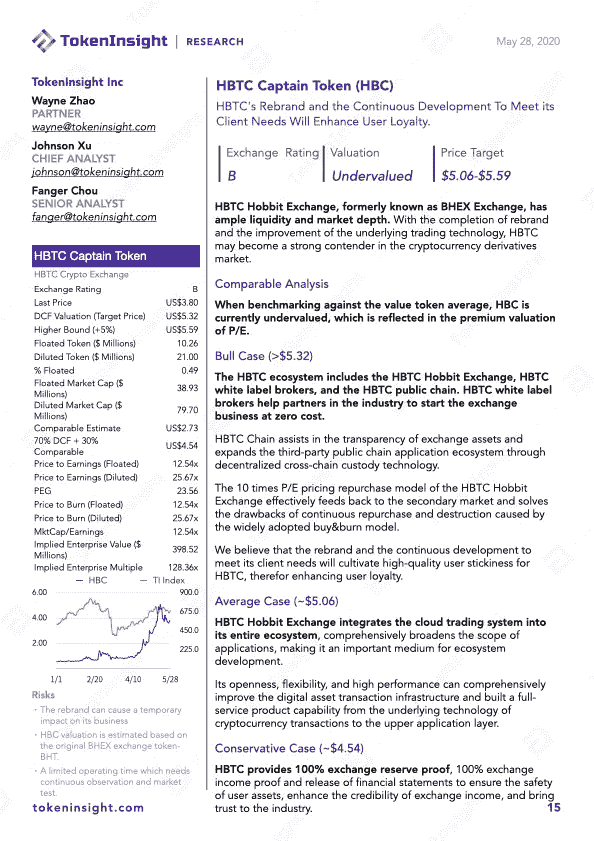 TokenInsight | RESEARCH
May 28, 2020
TokenInsight Inc
Wayne Zhao
PARTNER
wayne@tokeninsight.com
Johnson Xu
CHIEF ANALYST
johnson@tokeninsight.com
Fanger Chou
SENIOR ANALYST
fanger@tokeninsight.com
HBTC Captain Token
HBTC Crypto Exchange
Exchange Rating B
Last Price US$3.80
DCF Valuation (Target Price) US$5.32
Higher Bound (+5%) US$5.59
Floated Token ($ Millions) 10.26
Diluted Token ($ Millions) 21.00
% Floated 0.49
Floated Market Cap ($
Millions) 38.93
Diluted Market Cap ($
Millions) 79.70
Comparable Estimate US$2.73
70% DCF + 30%
Comparable US$4.54
Price to Earnings (Floated) 12.54x
Price to Earnings (Diluted) 25.67x
PEG 23.56
Price to Burn (Floated) 12.54x
Price to Burn (Diluted) 25.67x
MktCap/Earnings 12.54x
Implied Enterprise Value ($
Millions) 398.52
Implied Enterprise Multiple 128.36x
HBC TI Index
6.00 900.0
4.00 675.0
450.0
2.00 225.0
1/1 2/20 4/10 5/28
Risks
· The rebrand can cause a temporary
impact on its business
· HBC valuation is estimated based on
the original BHEX exchange token-
BHT.
· A limited operating time which needs
continuous observation and market
test.
HBTC Captain Token (HBC)
HBTC's Rebrand and the Continuous Development To Meet its
Client Needs Will Enhance User Loyalty.
Exchange Rating Valuation Price Target
B Undervalued $5.06-$5.59
HBTC Hobbit Exchange, formerly known as BHEX Exchange, has
ample liquidity and market depth. With the completion of rebrand
and the improvement of the underlying trading technology, HBTC
may become a strong contender in the cryptocurrency derivatives
market.
Comparable Analysis
When benchmarking against the value token average, HBC is
currently undervalued, which is reflected in the premium valuation
of P/E.
Bull Case (>$5.32)
The HBTC ecosystem includes the HBTC Hobbit Exchange, HBTC
white label brokers, and the HBTC public chain. HBTC white label
brokers help partners in the industry to start the exchange
business at zero cost.
HBTC Chain assists in the transparency of exchange assets and
expands the third-party public chain application ecosystem through
decentralized cross-chain custody technology.
The 10 times P/E pricing repurchase model of the HBTC Hobbit
Exchange effectively feeds back to the secondary market and solves
the drawbacks of continuous repurchase and destruction caused by
the widely adopted buy&burn model.
We believe that the rebrand and the continuous development to
meet its client needs will cultivate high-quality user stickiness for
HBTC, therefor enhancing user loyalty.
Average Case (~$5.06)
HBTC Hobbit Exchange integrates the cloud trading system into
its entire ecosystem, comprehensively broadens the scope of
applications, making it an important medium for ecosystem
development.
Its openness, flexibility, and high performance can comprehensively
improve the digital asset transaction infrastructure and built a full-
service product capability from the underlying technology of
cryptocurrency transactions to the upper application layer.
Conservative Case (~$4.54)
HBTC provides 100% exchange reserve proof, 100% exchange
income proof and release of financial statements to ensure the safety
of user assets, enhance the credibility of exchange income, and bring
trust to the industry.
tokeninsight.com
15